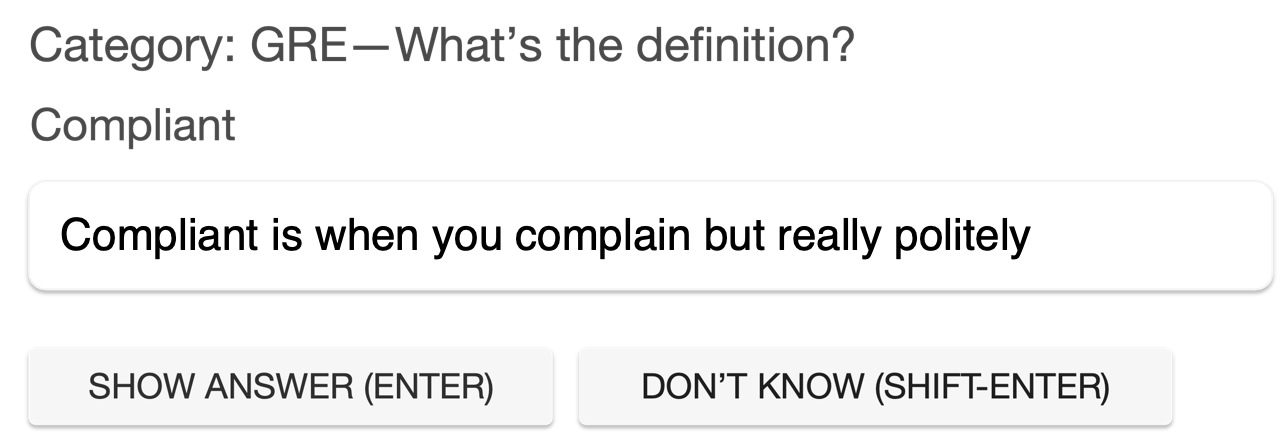 Category: GRE—What’s the definition?
Compliant
Compliant is when you complain but really politely
SHOW ANSWER (ENTER)
DON’T KNOW (SHIFT-ENTER)